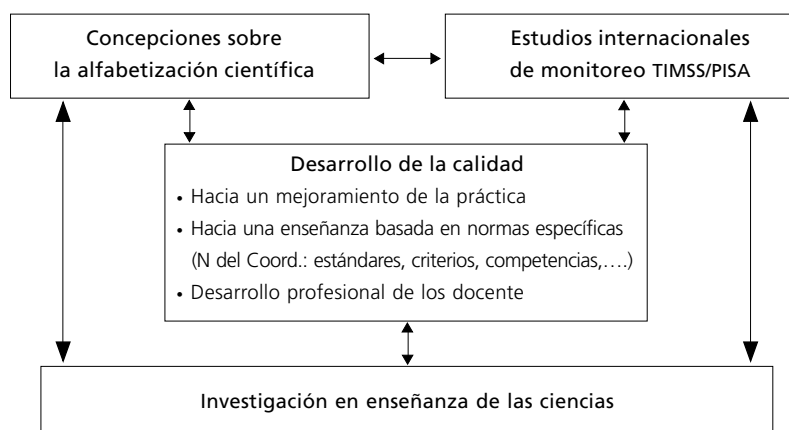 Concepciones sobre
la alfabetización científica
Estudios internacionales
de monitoreo TIMSS/PISA
Desarrollo de la calidad
• Hacia un mejoramiento de la práctica
• Hacia una enseñanza basada en normas específicas
(N del Coord.: estándares, criterios, competencias,….)
• Desarrollo profesional de los docente
Investigación en enseñanza de las ciencias